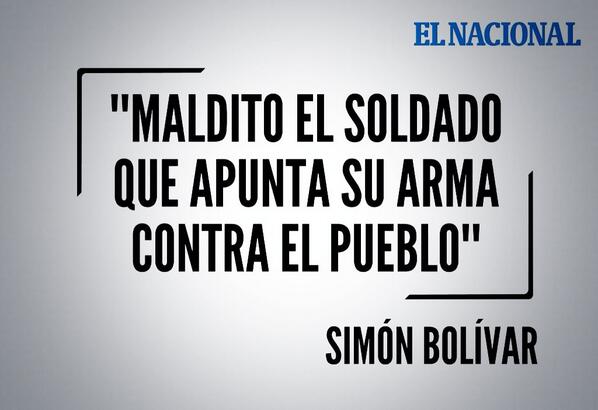 EL NACIONAL
"MALDITO EL SOLDADO
QUE APUNTA SU ARMA
CONTRA EL PUEBLO"
SIMÓN BOLÍVAR